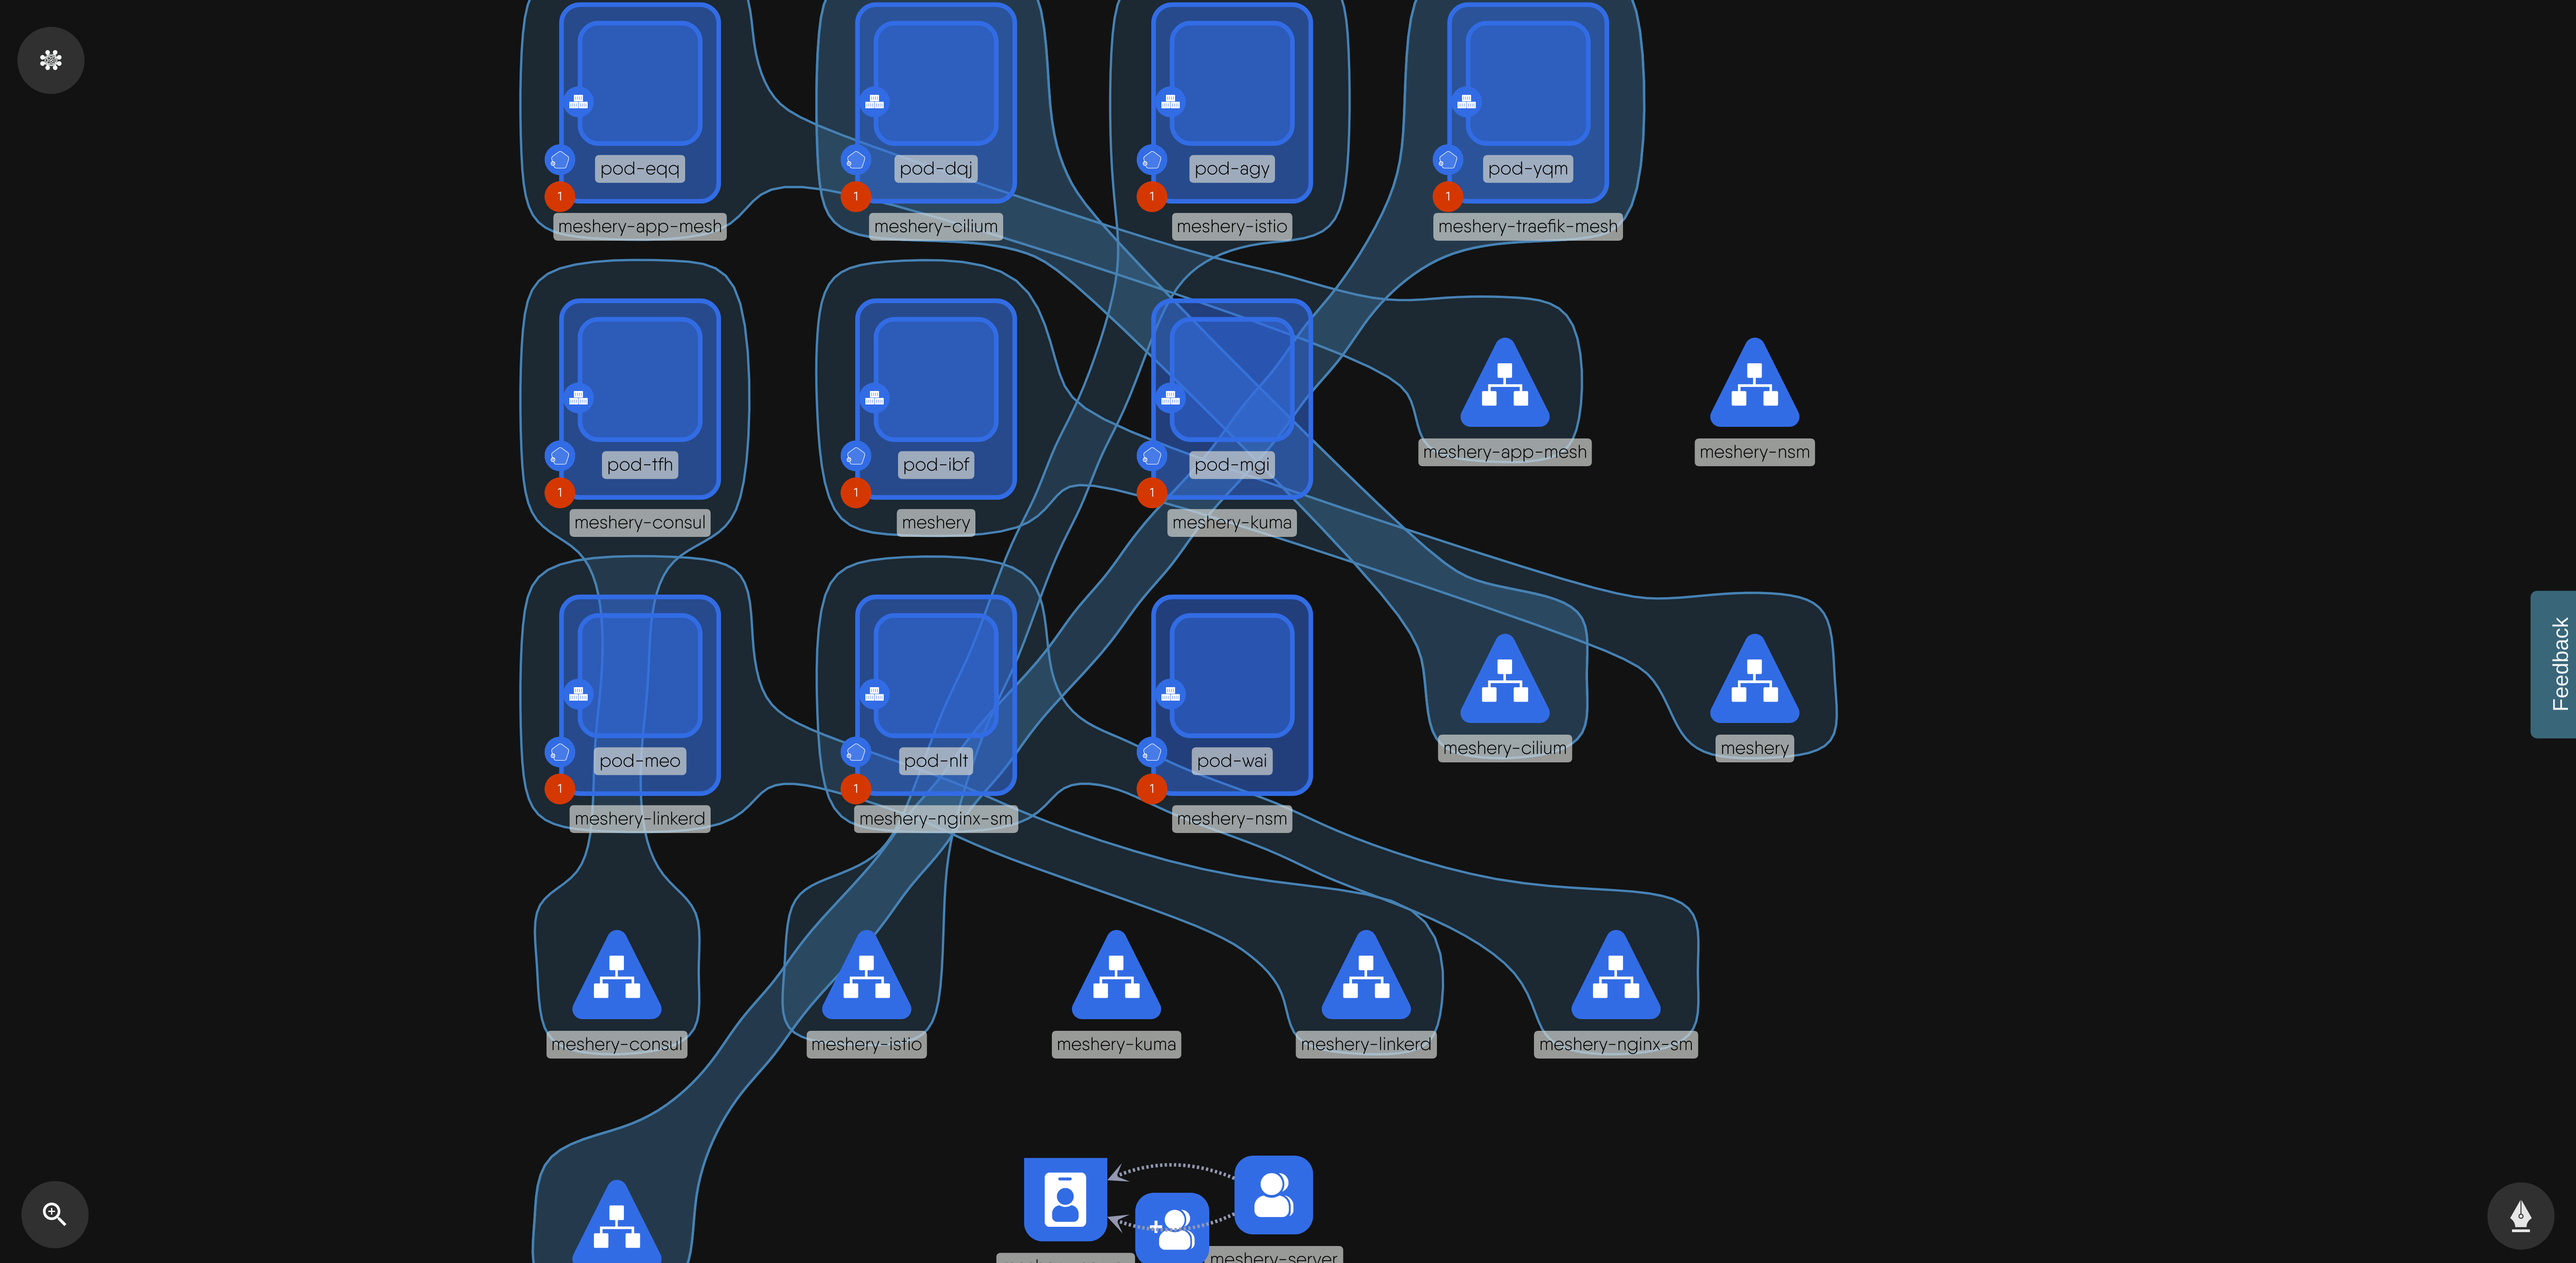 pod-eqq
pod-dqj
pod-agy
pod-yqm
1
1
1
1
meshery-app-mesh
meshery-cilium
meshery-istio
meshery-traefik-mesh
pod-tfh
pod-ibf
pod-mgi
meshery-app-mesh
meshery-nsm
1
1
1
meshery-consul
meshery
meshery-kuma
Feedback
pod-meo
pod-nlt
pod-wai
meshery-cilium
meshery
1
1
1
meshery-linkerd
meshery-nginx-sm
meshery-nsm
meshery-consul
meshery-istio
meshery-kuma
meshery-linkerd
meshery-nginx-sm
meshery-server